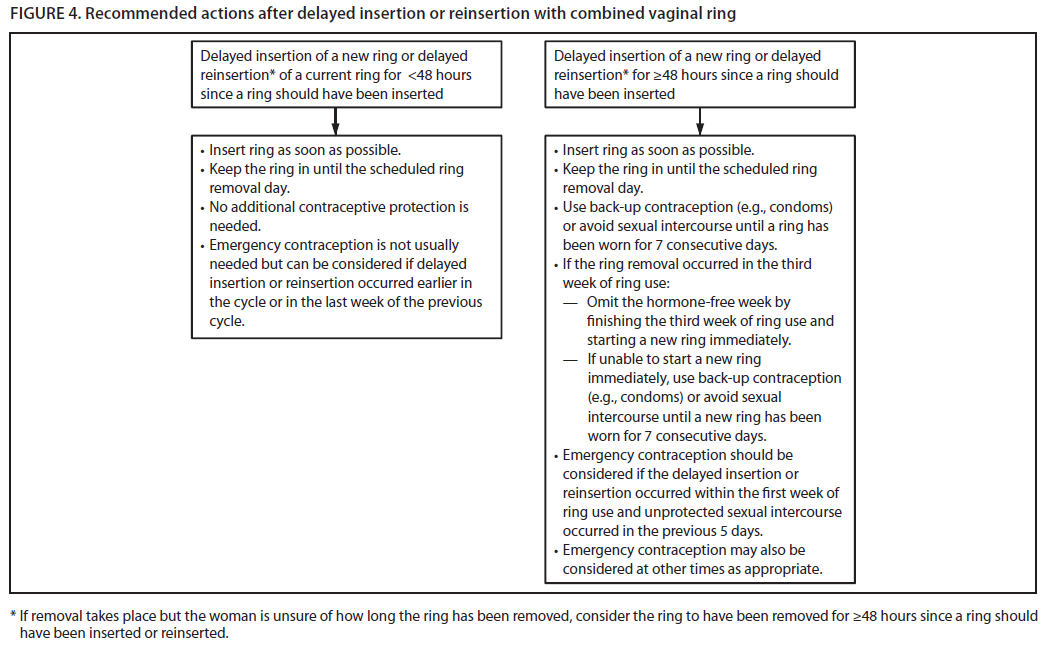 FIGURE 4. Recommended actions after delayed insertion or reinsertion with combined vaginal ring
Delayed insertion of a new ring or delayed
reinsertion* of a current ring for <48 hours
since a ring should have been inserted
• Insert ring as soon as possible.
• Keep the ring in until the scheduled ring
removal day.
• No additional contraceptive protection is
needed.
• Emergency contraception is not usually
needed but can be considered if delayed
insertion or reinsertion occurred earlier in
the cycle or in the last week of the previous
cycle.
Delayed insertion of a new ring or delayed
reinsertion* for ≥48 hours since a ring should
have been inserted
• Insert ring as soon as possible.
• Keep the ring in until the scheduled ring
removal day.
• Use back-up contraception (e.g., condoms)
or avoid sexual intercourse until a ring has
been worn for 7 consecutive days.
• If the ring removal occurred in the third
week of ring use:
— Omit the hormone-free week by
finishing the third week of ring use and
starting a new ring immediately.
— If unable to start a new ring
immediately, use back-up contraception
(e.g., condoms) or avoid sexual
intercourse until a new ring has been
worn for 7 consecutive days.
• Emergency contraception should be
considered if the delayed insertion or
reinsertion occurred within the first week of
ring use and unprotected sexual intercourse
occurred in the previous 5 days.
• Emergency contraception may also be
considered at other times as appropriate.
* If removal takes place but the woman is unsure of how long the ring has been removed, consider the ring to have been removed for ≥48 hours since a ring should
have been inserted or reinserted.